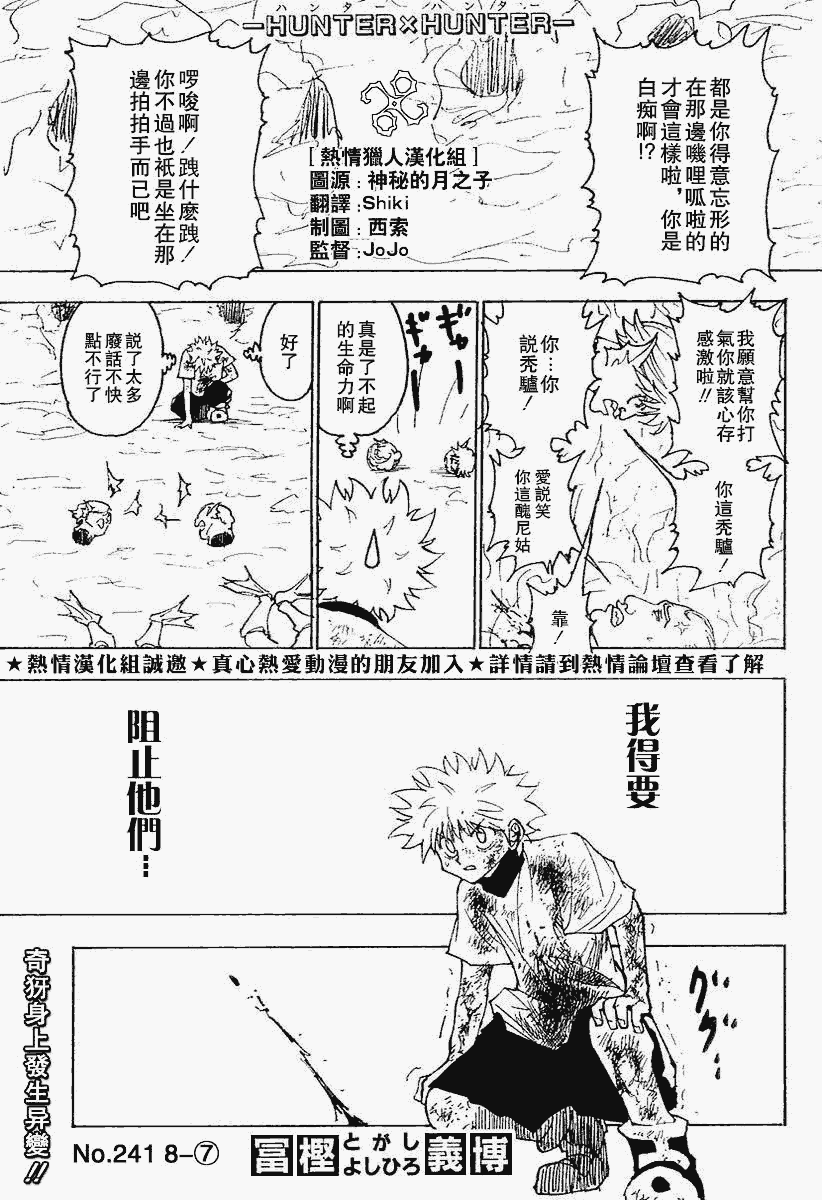 ハンター ハンター
-HUNTER×HUNTER-
都是你得意忘形的
在那邊嘰哩呱啦的
才會這樣啦,你是
白痴啊!?
[熱情獵人漢化組]
圖源:神秘的月之子
翻譯:Shiki
制圖:西索
監督:JoJo
啰唆啊!跩什麽跩!
你不過也衹是坐在那
邊拍拍手而已吧
我願意幫你打
氣你就該心存
感激啦!!
你這禿驢!
你…你
說禿驢!
愛說笑
你這醜尼姑
靠!
ギギ
ギュ
真是了不起
的生命力啊
好了
説了太多
廢話不快
點不行了
★熱情漢化組誠邀★真心熱愛動漫的朋友加入★詳情請到熱情論壇查看了解
我得要
阻止他們…
ググ…
奇犽身上發生异變!!
No.241 8-⑦
冨樫義博
とがし
よしひろ